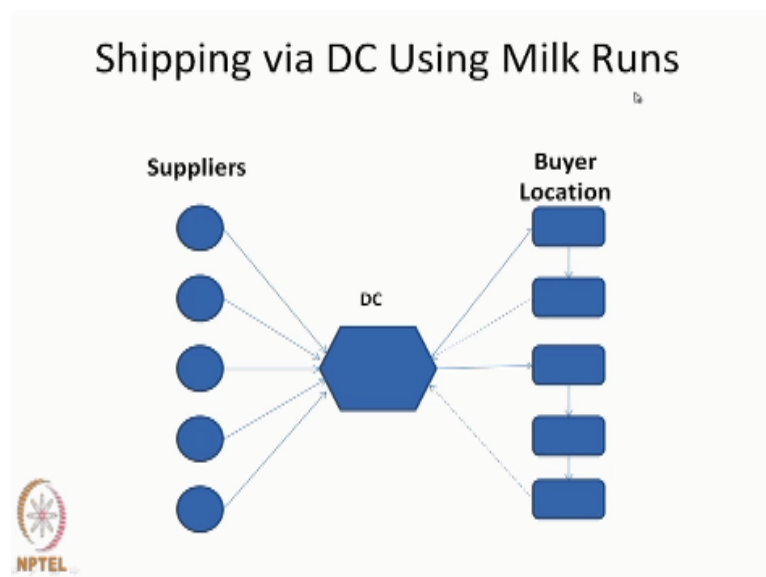 Shipping via DC Using Milk Runs
Suppliers
Buyer
Location
DC
NPTEL